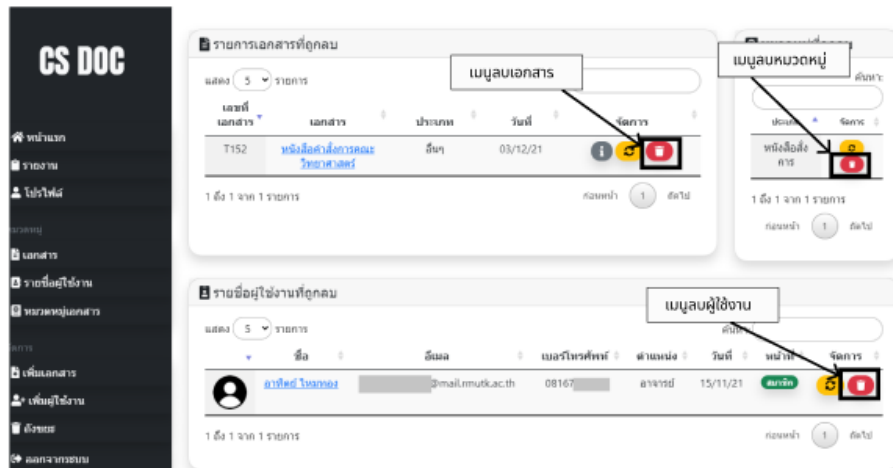 CS DOC
หน้าแรก
รายงาน
โปรไฟล์
เอกสาร
รายชื่อผู้ใช้งาน
หมวดหมู่เอกสาร
เพิ่มเอกสาร
เพิ่มผู้ใช้งาน
ถังขยะ
ออกจากระบบ
รายการเอกสารที่ถูกลบ
แสดง 5 รายการ
เมนูลบเอกสาร
เลขที่เอกสาร เอกสาร ประเภท วันที่ จัดการ
T152 หนังสือคำสั่งการคณะ อื่นๆ 03/12/21
วิทยาศาสตร์
1 ถึง 1 จาก 1 รายการ ก่อนหน้า 1 ถัดไป
เมนูลบหมวดหมู่
ค้นหา:
ประเภท จัดการ
หนังสือสั่ง
การ
1 ถึง 1 จาก 1 รายการ
ก่อนหน้า 1 ถัดไป
รายชื่อผู้ใช้งานที่ถูกลบ
เมนูลบผู้ใช้งาน
แสดง 5 รายการ ค้นหา
ชื่อ อีเมล เบอร์โทรศัพท์ ตำแหน่ง วันที่ หน้าที่ จัดการ
อาทิตย์ ไหมทอง @mail.rmutk.ac.th 08167 อาจารย์ 15/11/21 สมาชิก
1 ถึง 1 จาก 1 รายการ ก่อนหน้า 1 ถัดไป